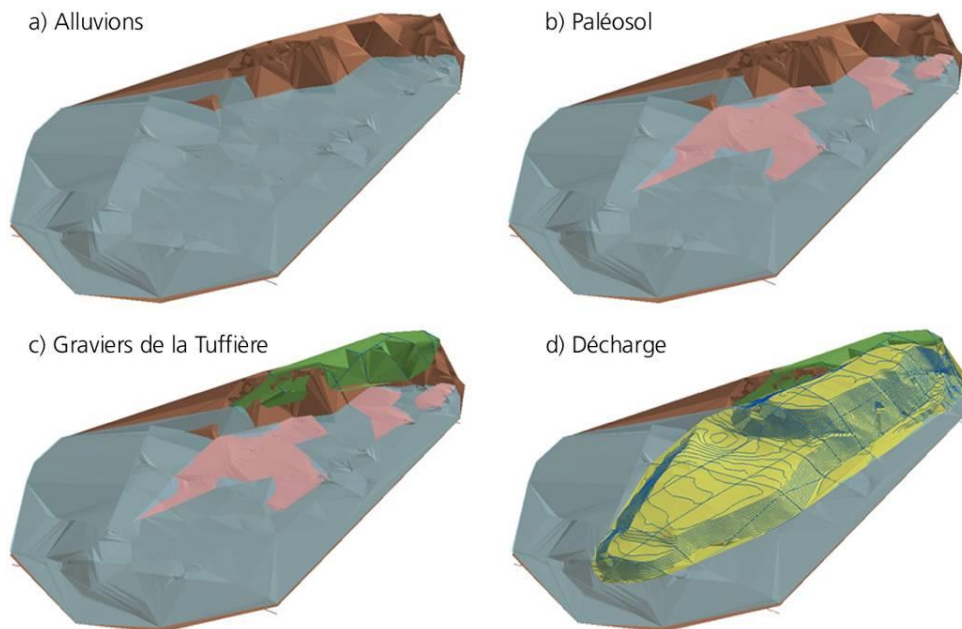 a) Alluvions
b) Paléosol
c) Graviers de la Tuffière
d) Décharge